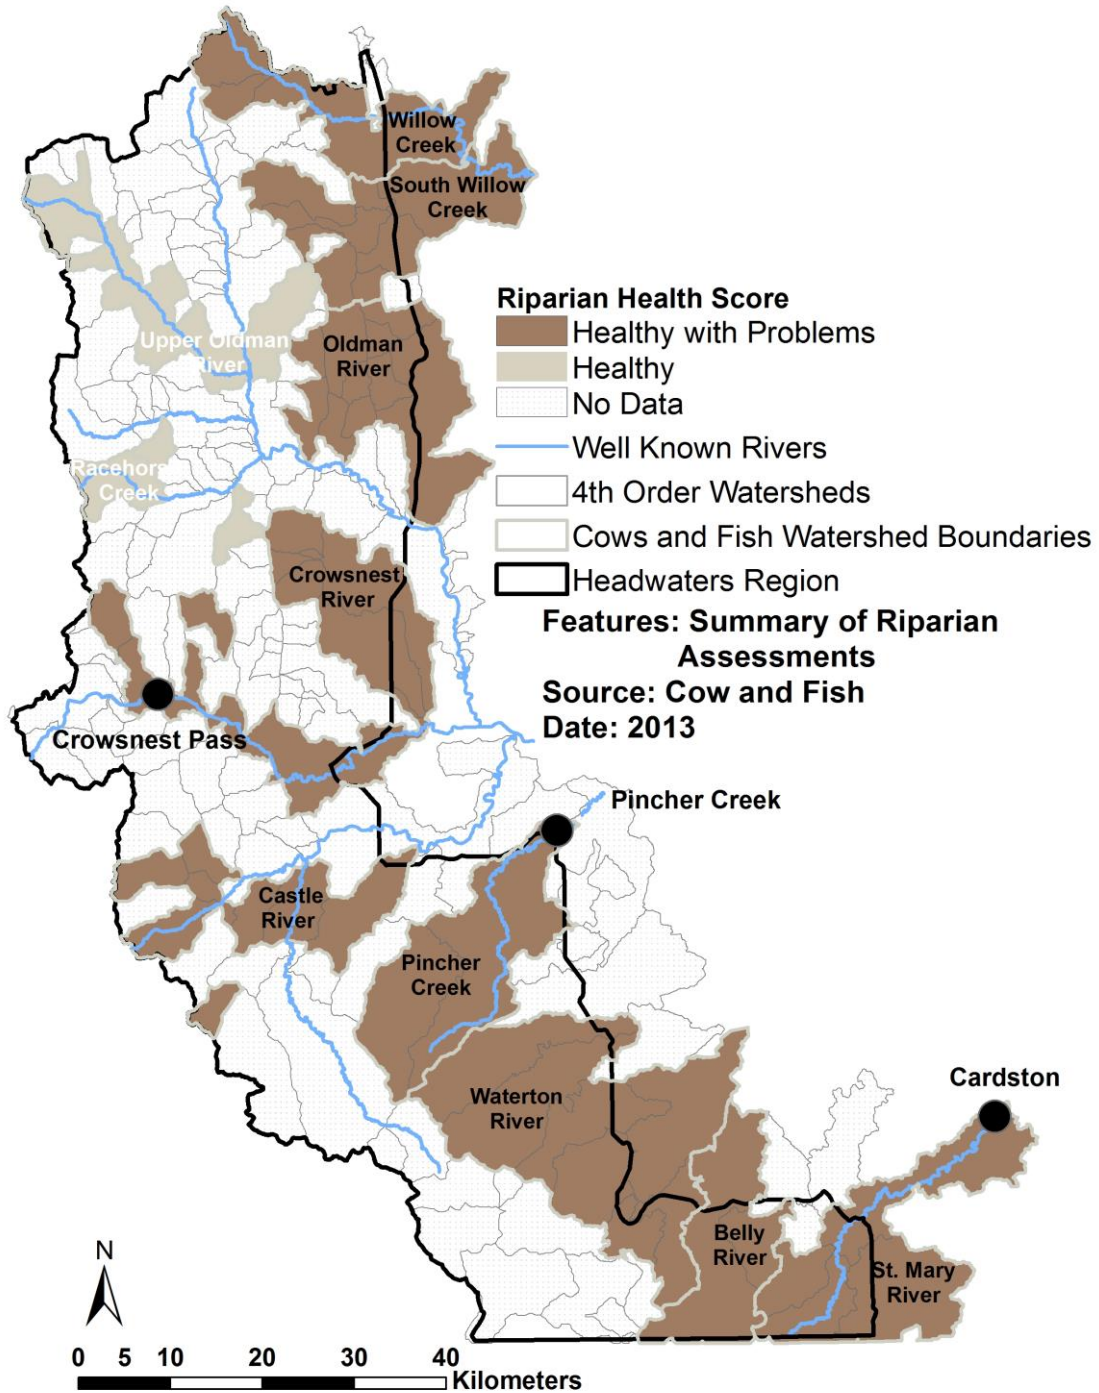 Willow
Creek
South Willow
Creek
Riparian Health Score
Healthy with Problems
Healthy
No Data
Well Known Rivers
4th Order Watersheds
Cows and Fish Watershed Boundaries
Headwaters Region
Features: Summary of Riparian
Assessments
Source: Cow and Fish
Date: 2013
Upper Oldman
River
Oldman
River
Racehors
Creek
Crowsnest
River
Crowsnest Pass
Pincher Creek
Castle
River
Pincher
Creek
Waterton
River
Cardston
Belly
River
St. Mary
River
N
0 5 10 20 30 40
Kilometers